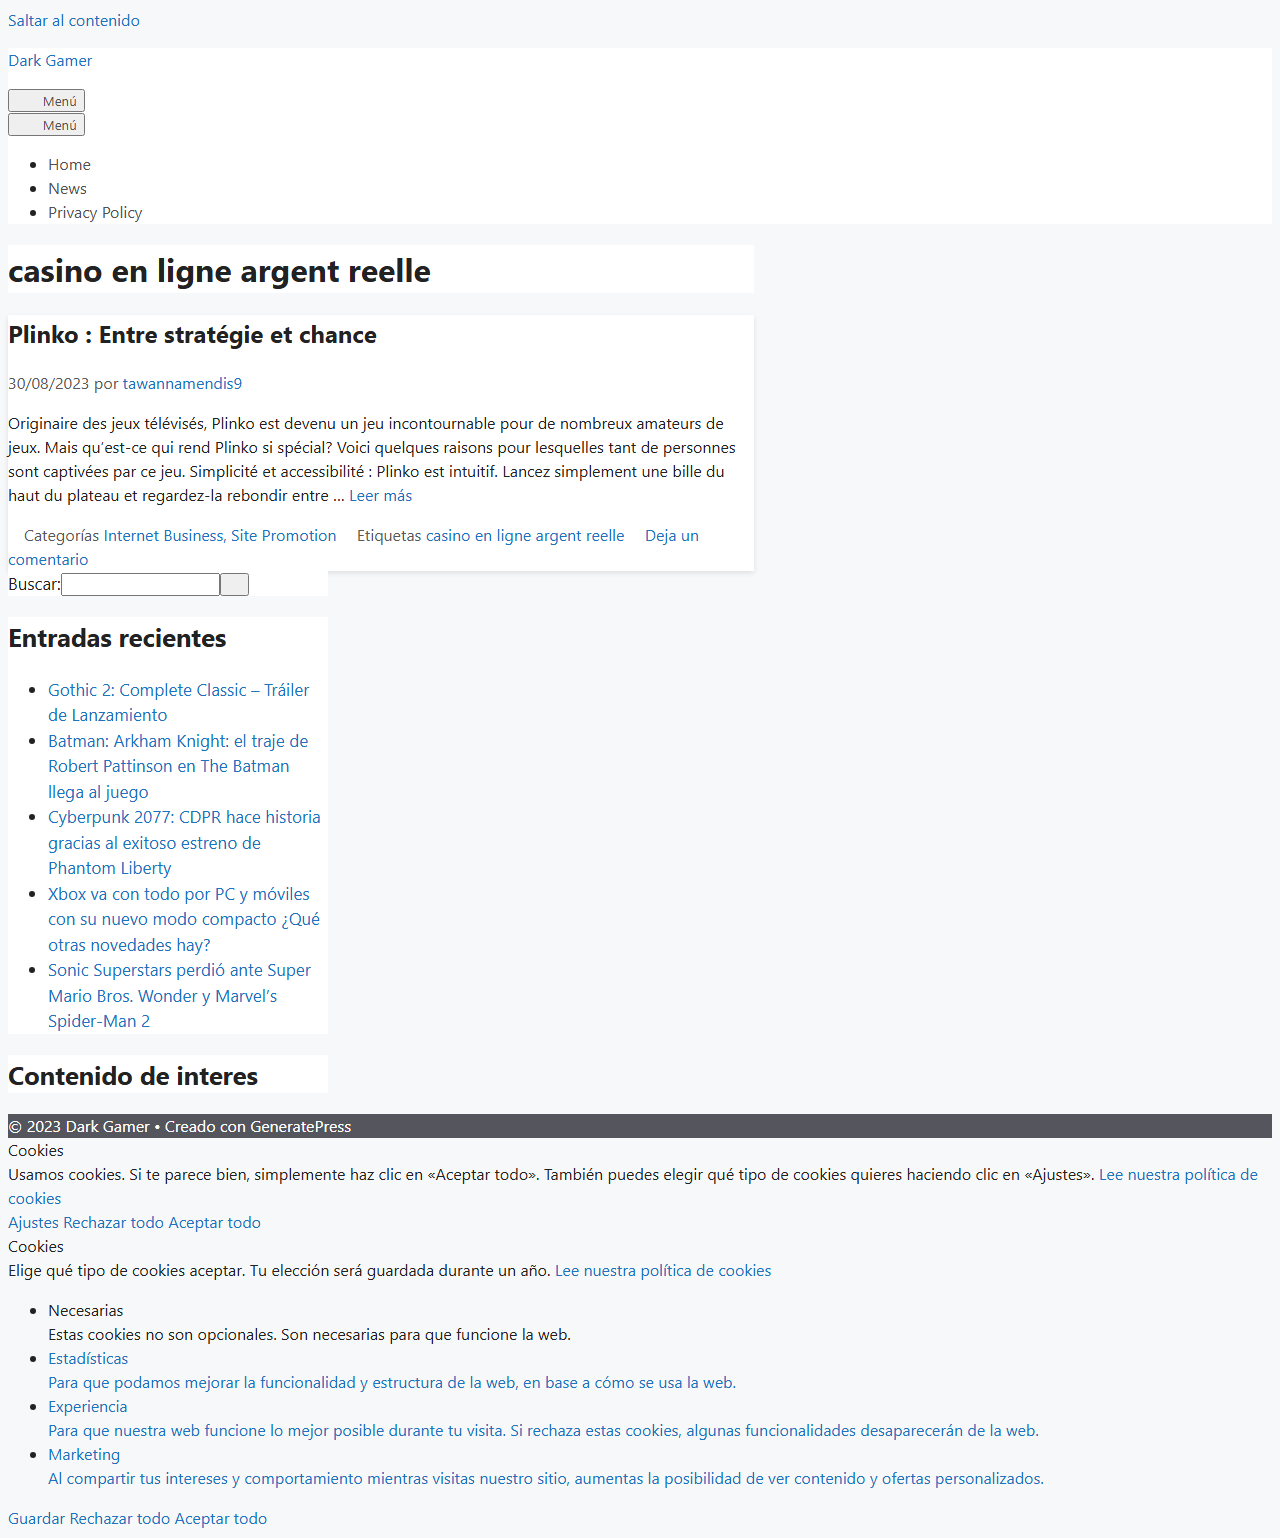 Saltar al contenido
Dark Gamer
Menú
Menú
Home
News
Privacy Policy
casino en ligne argent reelle
Plinko : Entre stratégie et chance
30/08/2023 por tawannamendis9
Originaire des jeux télévisés, Plinko est devenu un jeu incontournable pour de nombreux amateurs de
jeux. Mais qu'est-ce qui rend Plinko si spécial? Voici quelques raisons pour lesquelles tant de personnes
sont captivées par ce jeu. Simplicité et accessibilité : Plinko est intuitif. Lancez simplement une bille du
haut du plateau et regardez-la rebondir entre ... Leer más
Categorías Internet Business, Site Promotion Etiquetas casino en ligne argent reelle Deja un
comentario
Buscar:
Entradas recientes
Gothic 2: Complete Classic – Tráiler
de Lanzamiento
Batman: Arkham Knight: el traje de
Robert Pattinson en The Batman
llega al juego
Cyberpunk 2077: CDPR hace historia
gracias al exitoso estreno de
Phantom Liberty
Xbox va con todo por PC y móviles
con su nuevo modo compacto ¿Qué
otras novedades hay?
Sonic Superstars perdió ante Super
Mario Bros. Wonder y Marvel's
Spider-Man 2
Contenido de interes
© 2023 Dark Gamer • Creado con GeneratePress
Cookies
Usamos cookies. Si te parece bien, simplemente haz clic en «Aceptar todo». También puedes elegir qué tipo de cookies quieres haciendo clic en «Ajustes». Lee nuestra política de
cookies
Ajustes Rechazar todo Aceptar todo
Cookies
Elige qué tipo de cookies aceptar. Tu elección será guardada durante un año. Lee nuestra política de cookies
Necesarias
Estas cookies no son opcionales. Son necesarias para que funcione la web.
Estadísticas
Para que podamos mejorar la funcionalidad y estructura de la web, en base a cómo se usa la web.
Experiencia
Para que nuestra web funcione lo mejor posible durante tu visita. Si rechaza estas cookies, algunas funcionalidades desaparecerán de la web.
Marketing
Al compartir tus intereses y comportamiento mientras visitas nuestro sitio, aumentas la posibilidad de ver contenido y ofertas personalizados.
Guardar Rechazar todo Aceptar todo